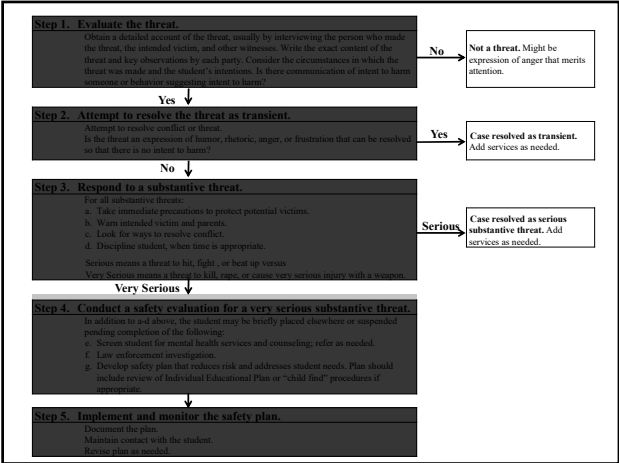 Step 1. Evaluate the threat.
Obtain a detailed account of the threat, usually by interviewing the person who made
the threat, the intended victim, and other witnesses. Write the exact content of the
threat and key observations by each party. Consider the circumstances in which the
threat was made and the student's intentions. Is there communication of intent to harm
someone or behavior suggesting intent to harm?
No
Not a threat. Might be
expression of anger that merits
attention.
Yes
Step 2. Attempt to resolve the threat as transient.
Attempt to resolve conflict or threat.
Is the threat an expression of humor, rhetoric, anger, or frustration that can be resolved
so that there is no intent to harm?
Yes
Case resolved as transient.
Add services as needed.
No
Step 3. Respond to a substantive threat.
For all substantive threats:
a. Take immediate precautions to protect potential victims.
b. Warn intended victim and parents.
c. Look for ways to resolve conflict.
d. Discipline student, when time is appropriate.
Serious means a threat to hit, fight , or beat up versus
Very Serious means a threat to kill, rape, or cause very serious injury with a weapon.
Serious
Case resolved as serious
substantive threat. Add
services as needed.
Very Serious
Step 4. Conduct a safety evaluation for a very serious substantive threat.
In addition to a-d above, the student may be briefly placed elsewhere or suspended
pending completion of the following:
e. Screen student for mental health services and counseling; refer as needed.
f. Law enforcement investigation.
g. Develop safety plan that reduces risk and addresses student needs. Plan should
include review of Individual Educational Plan or "child find" procedures if
appropriate.
Step 5. Implement and monitor the safety plan.
Document the plan.
Maintain contact with the student.
Revise plan as needed.